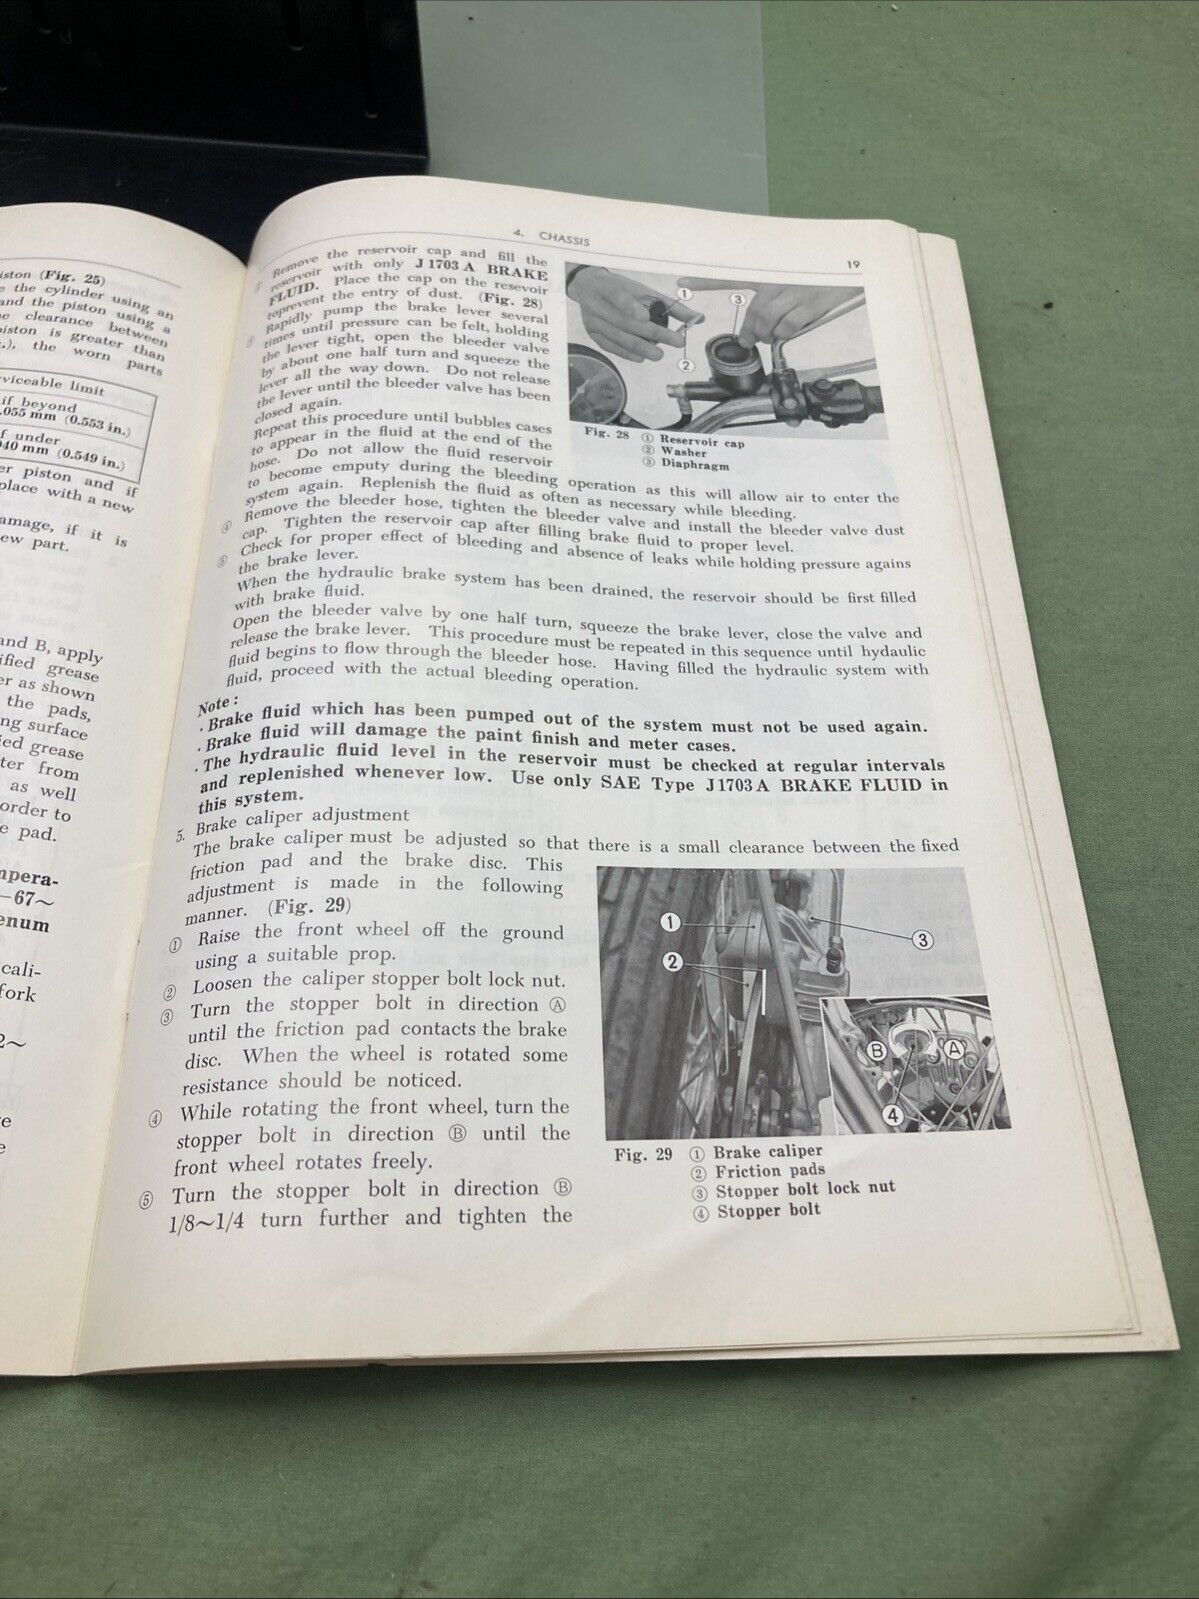 iston (Fig. 25)
e the cylinder using an
and the piston using a
e clearance between
piston is greater than
.), the worn parts
rviceable limit
if beyond
.055 mm (0.553 in.)
f under
940 mm (0.549 in.)
er piston and if
place with a new
amage, if it is
ew part.
and B, apply
ified grease
er as shown
the pads,
ng surface
ied grease
ter from
as well
order to
e pad.
mpera-
—67~
enum
cali-
fork
2~
e
e
4. CHASSIS
19
Remove the reservoir cap and fill the
reservoir with only J1703A BRAKE
FLUID. Place the cap on the resevoir
toprevent the entry of dust. (Fig. 28)
Rapidly pump the brake lever several
times until pressure can be felt, holding
the lever tight, open the bleeder valve
by about one half turn and squeeze the
lever all the way down. Do not release
the lever until the bleeder valve has been
closed again.
Repeat this procedure until bubbles cases
to appear in the fluid at the end of the
hose. Do not allow the fluid reservoir
to become emputy during the bleeding operation as this will allow air to enter the
system again. Replenish the fluid as often as necessary while bleeding.
④ Remove the bleeder hose, tighten the bleeder valve and install the bleeder valve dust
cap. Tighten the reservoir cap after filling brake fluid to proper level.
⑤ Check for proper effect of bleeding and absence of leaks while holding pressure agains
the brake lever.
When the hydraulic brake system has been drained, the reservoir should be first filled
with brake fluid.
Open the bleeder valve by one half turn, squeeze the brake lever, close the valve and
release the brake lever. This procedure must be repeated in this sequence until hydaulic
fluid begins to flow through the bleeder hose. Having filled the hydraulic system with
fluid, proceed with the actual bleeding operation.
① ③
②
Fig. 28 ① Reservoir cap
② Washer
③ Diaphragm
Note:
· Brake fluid which has been pumped out of the system must not be used again.
· Brake fluid will damage the paint finish and meter cases.
· The hydraulic fluid level in the reservoir must be checked at regular intervals
and replenished whenever low. Use only SAE Type J1703A BRAKE FLUID in
this system.
5. Brake caliper adjustment
The brake caliper must be adjusted so that there is a small clearance between the fixed
friction pad and the brake disc. This
adjustment is made in the following
manner. (Fig. 29)
① Raise the front wheel off the ground
using a suitable prop.
② Loosen the caliper stopper bolt lock nut.
③ Turn the stopper bolt in direction Ⓐ
until the friction pad contacts the brake
disc. When the wheel is rotated some
resistance should be noticed.
④ While rotating the front wheel, turn the
stopper bolt in direction Ⓑ until the
front wheel rotates freely.
⑤ Turn the stopper bolt in direction Ⓑ
1/8~1/4 turn further and tighten the
①
② ③
Ⓑ Ⓐ
④
Fig. 29 ① Brake caliper
② Friction pads
③ Stopper bolt lock nut
④ Stopper bolt